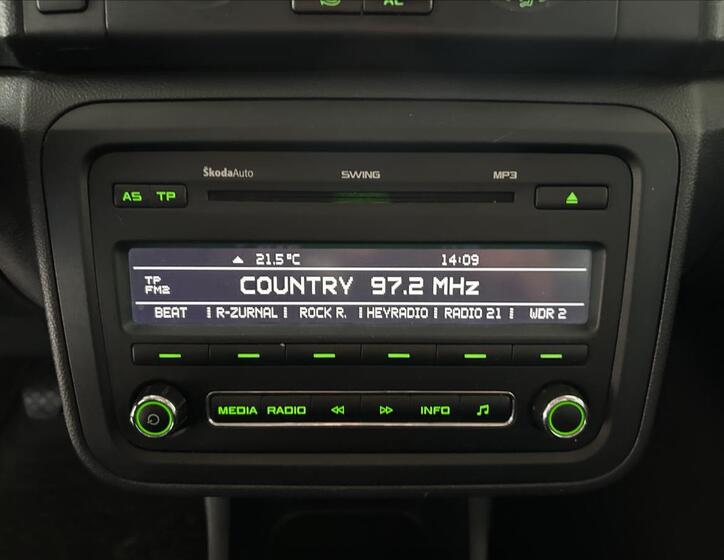 AC
ŠkodaAuto SWING MP3
AS TP
21.5°C 14:09
TP
FM2
COUNTRY 97.2 MHz
BEAT R-ZURNAL ROCK R. HEYRADIO RADIO 21 WDR 2
MEDIA RADIO INFO